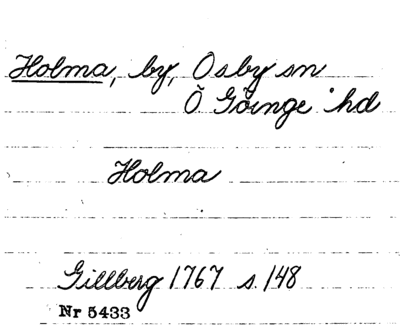 Holma, by, Osby sn
Ö Göinge hd
Holma
Gillberg 1767 s. 148
Nr 5433